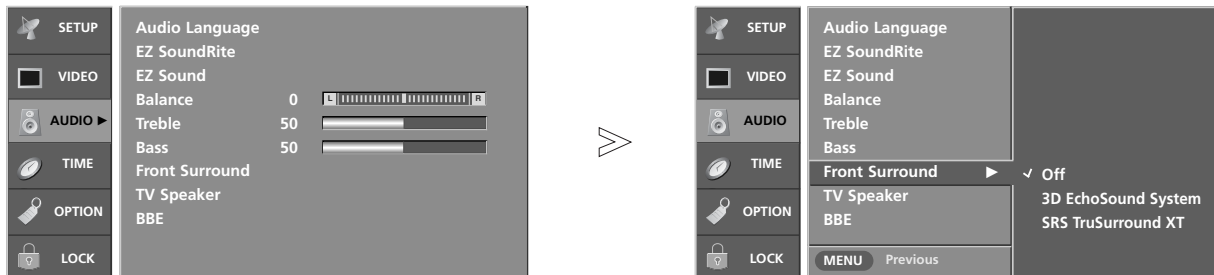 SETUP
VIDEO
AUDIO ►
TIME
OPTION
LOCK
Audio Language
EZ SoundRite
EZ Sound
Balance 0 L R
Treble 50
Bass 50
Front Surround
TV Speaker
BBE
>
SETUP
VIDEO
AUDIO
TIME
OPTION
LOCK
Audio Language
EZ SoundRite
EZ Sound
Balance
Treble
Bass
Front Surround ►
TV Speaker
BBE
MENU Previous
✓ Off
3D EchoSound System
SRS TruSurround XT